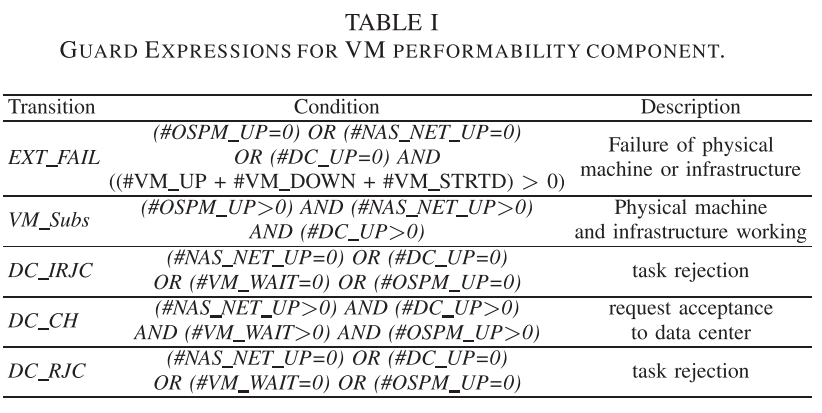 TABLE I
GUARD EXPRESSIONS FOR VM PERFORMABILITY COMPONENT.
Transition Condition Description
EXT_FAIL (#OSPM_UP=0) OR (#NAS_NET_UP=0) Failure of physical
OR (#DC_UP=0) AND machine or infrastructure
((#VM_UP + #VM_DOWN + #VM_STRTD) > 0)
VM_Subs (#OSPM_UP>0) AND (#NAS_NET_UP>0) Physical machine
AND (#DC_UP>0) and infrastructure working
DC_IRJC (#NAS_NET_UP=0) OR (#DC_UP=0) task rejection
OR (#VM_WAIT=0) OR (#OSPM_UP=0)
DC_CH (#NAS_NET_UP>0) AND (#DC_UP>0) request acceptance
AND (#VM_WAIT>0) AND (#OSPM_UP>0) to data center
DC_RJC (#NAS_NET_UP=0) OR (#DC_UP=0) task rejection
OR (#VM_WAIT=0) OR (#OSPM_UP=0)